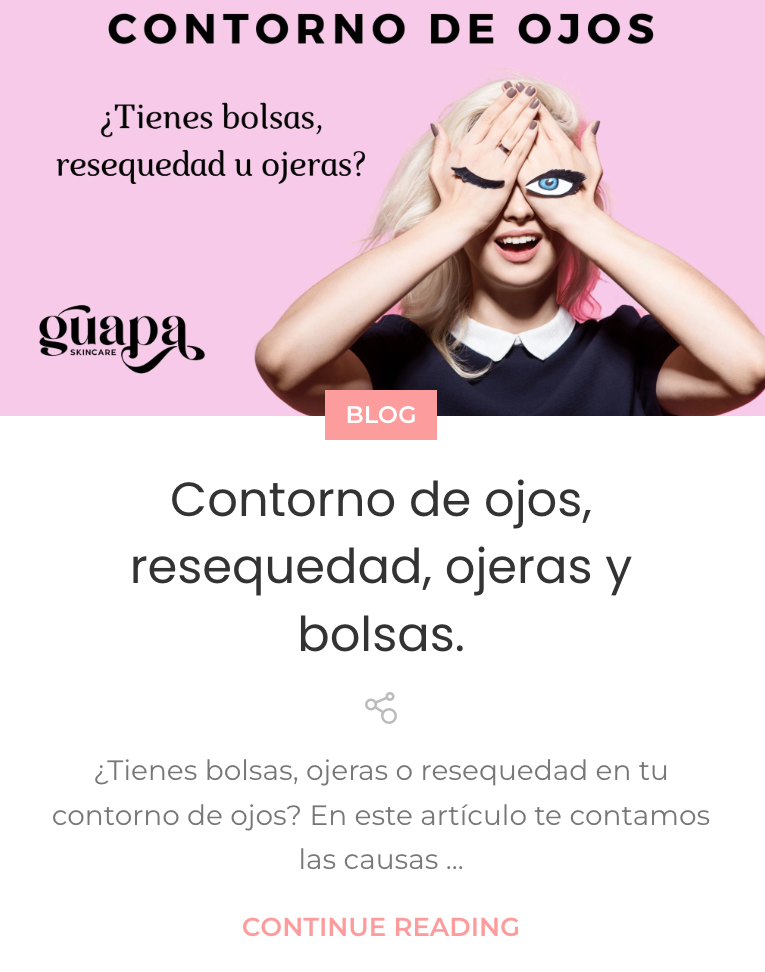 CONTORNO DE OJOS
¿Tienes bolsas,
resequedad u ojeras?
guapa
SKINCARE
BLOG
Contorno de ojos,
resequedad, ojeras y
bolsas.
¿Tienes bolsas, ojeras o resequedad en tu
contorno de ojos? En este artículo te contamos
las causas ...
CONTINUE READING